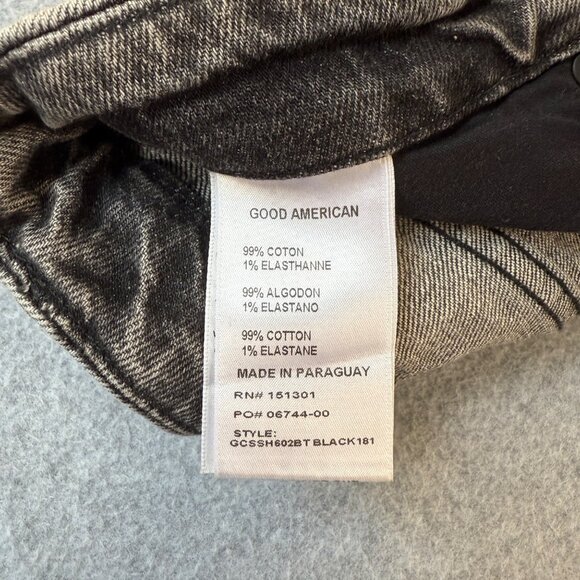 GOOD AMERICAN
99% COTON
1% ELASTHANNE
99% ALGODON
1% ELASTANO
99% COTTON
1% ELASTANE
MADE IN PARAGUAY
RN# 151301
PO# 06744-00
STYLE:
GCSSH602BT BLACK181